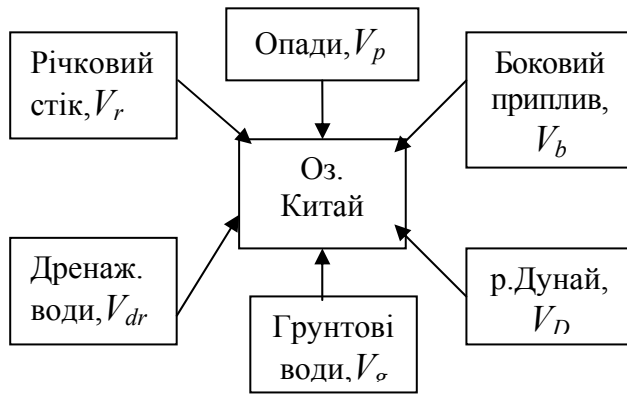 Опади, Vp
Річковий
стік, Vr
Боковий
приплив,
Vb
Оз.
Китай
Дренаж.
води, Vdr
Грунтові
води, Vg
р.Дунай,
VD